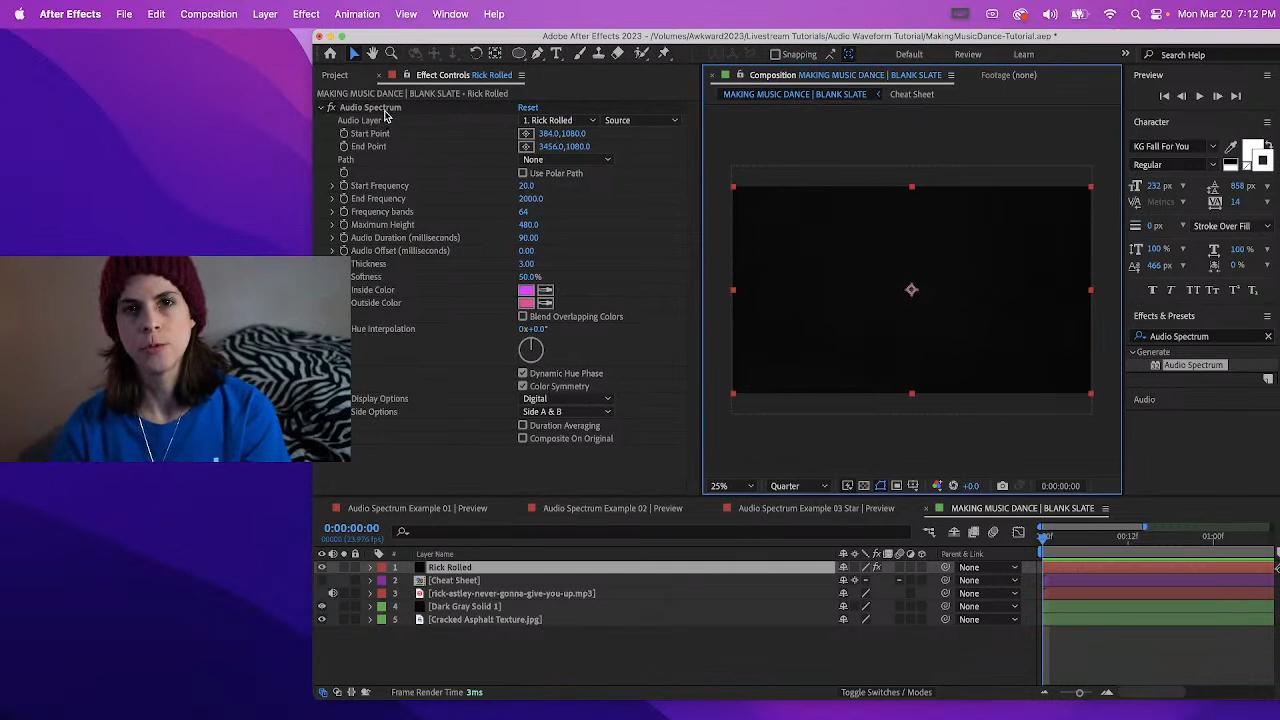 After Effects File Edit Composition Layer Effect Animation View Window Help Mon Mar 20 7:12 PM
Adobe After Effects 2023 - /Volumes/Awkward2023/Livestream Tutorials/Audio Waveform Tutorial/MakingMusicDance-Tutorial.aep *
Snapping Default Review Learn Search Help
Project Effect Controls Rick Rolled
MAKING MUSIC DANCE | BLANK SLATE • Rick Rolled
fx Audio Spectrum Reset
Audio Layer 1. Rick Rolled Source
Start Point 384.0,1080.0
End Point 3456.0,1080.0
Path None
Use Polar Path
Start Frequency 20.0
End Frequency 2000.0
Frequency bands 64
Maximum Height 480.0
Audio Duration (milliseconds) 90.00
Audio Offset (milliseconds) 0.00
Thickness 3.00
Softness 50.0%
Inside Color
Outside Color
Blend Overlapping Colors
Hue Interpolation 0x+0.0°
Dynamic Hue Phase
Color Symmetry
Display Options Digital
Side Options Side A & B
Duration Averaging
Composite On Original
Composition MAKING MUSIC DANCE | BLANK SLATE Footage (none)
MAKING MUSIC DANCE | BLANK SLATE Cheat Sheet
25% Quarter +0.0 0:00:00:00
Preview
Character
KG Fall For You
Regular
232 px 858 px
Metrics 14
0 px Stroke Over Fill
100 % 100 %
466 px 0 %
Effects & Presets
Audio Spectrum
Generate
Audio Spectrum
Audio
Audio Spectrum Example 01 | Preview Audio Spectrum Example 02 | Preview Audio Spectrum Example 03 Star | Preview MAKING MUSIC DANCE | BLANK SLATE
0:00:00:00
00000 (23.976 fps)
00:12f 01:00f
# Layer Name Parent & Link
1 Rick Rolled None
2 [Cheat Sheet] None
3 [rick-astley-never-gonna-give-you-up.mp3] None
4 [Dark Gray Solid 1] None
5 [Cracked Asphalt Texture.jpg] None
Frame Render Time 3ms Toggle Switches / Modes